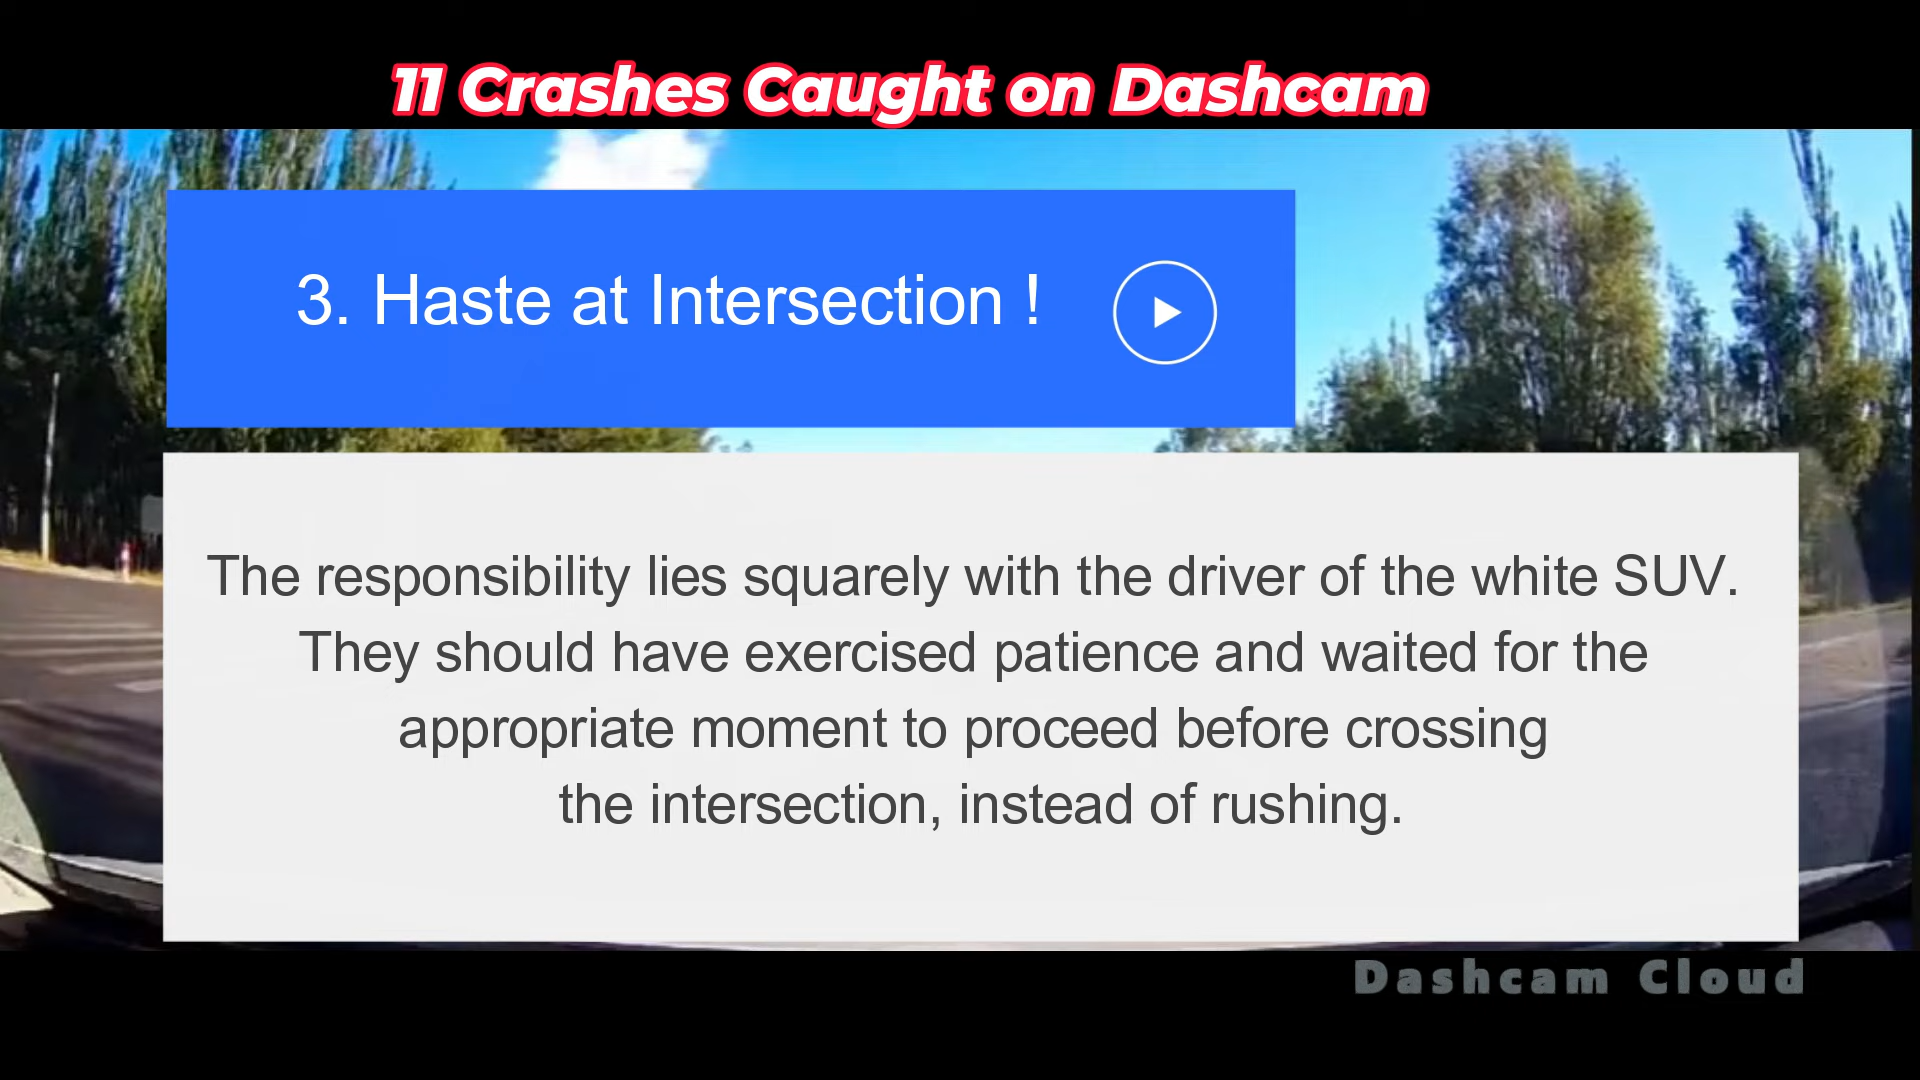 11 Crashes Caught on Dashcam
3. Haste at Intersection !
The responsibility lies squarely with the driver of the white SUV.
They should have exercised patience and waited for the
appropriate moment to proceed before crossing
the intersection, instead of rushing.
Dashcam Cloud